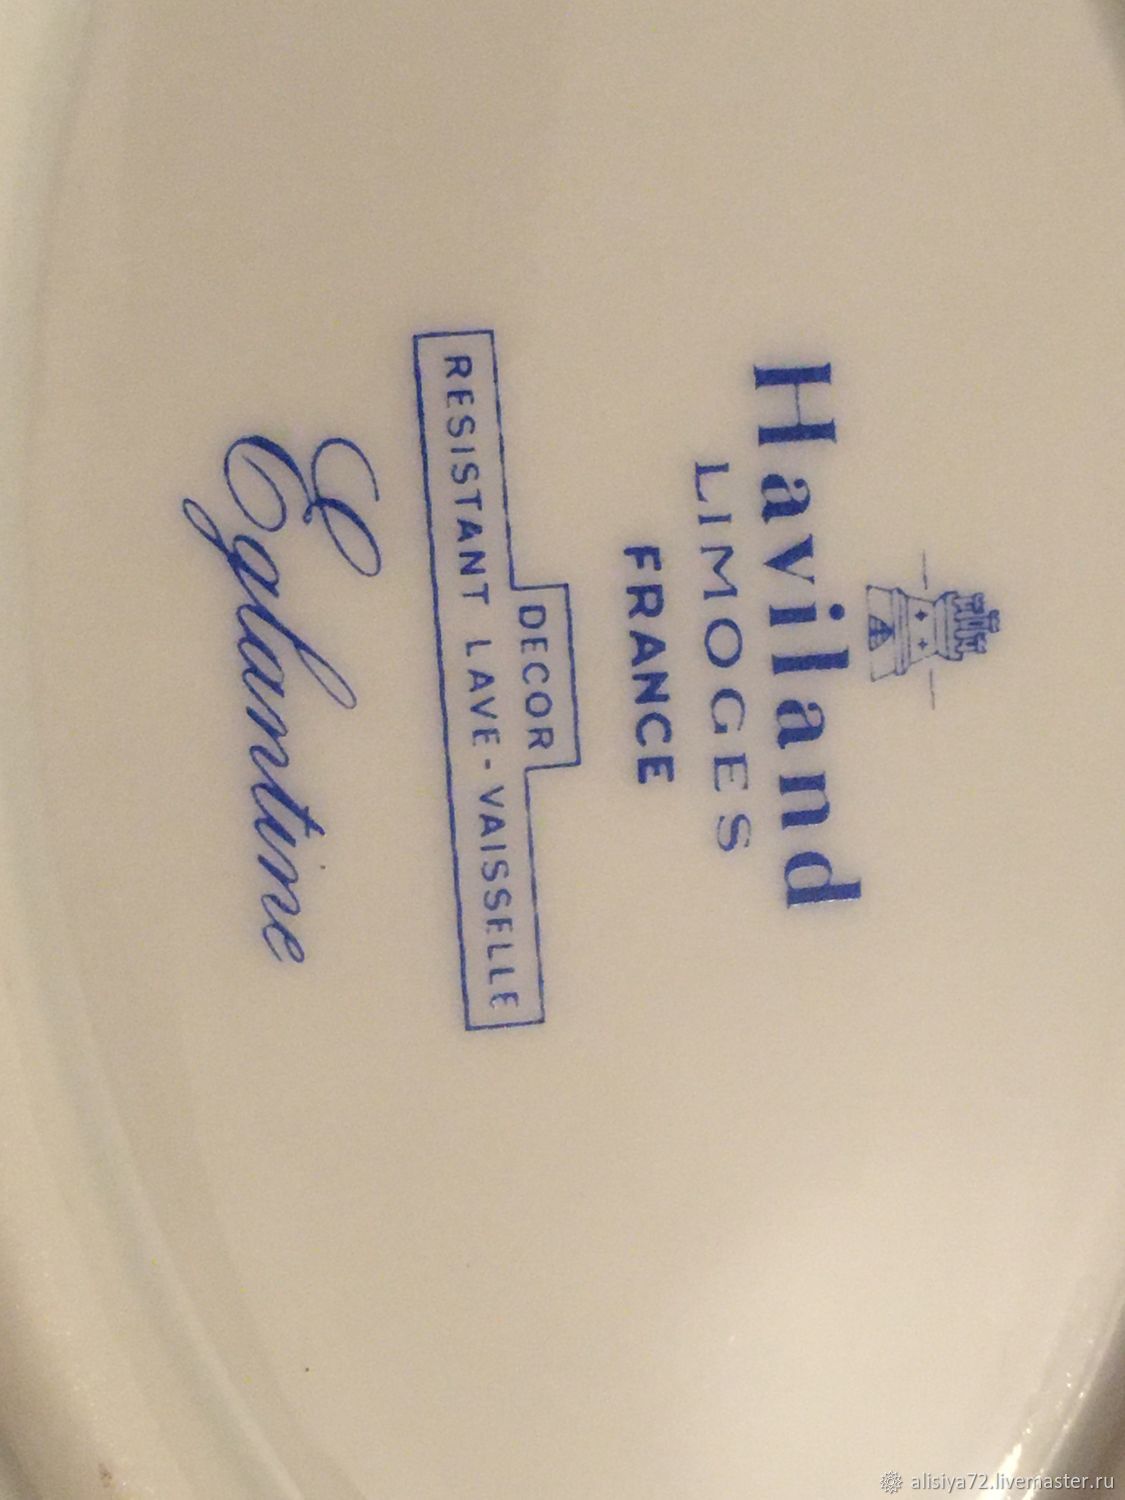 Haviland
LIMOGES
FRANCE
DECOR
RESISTANT LAVE-VAISSELLE
Eglantine
alisiya72.livemaster.ru